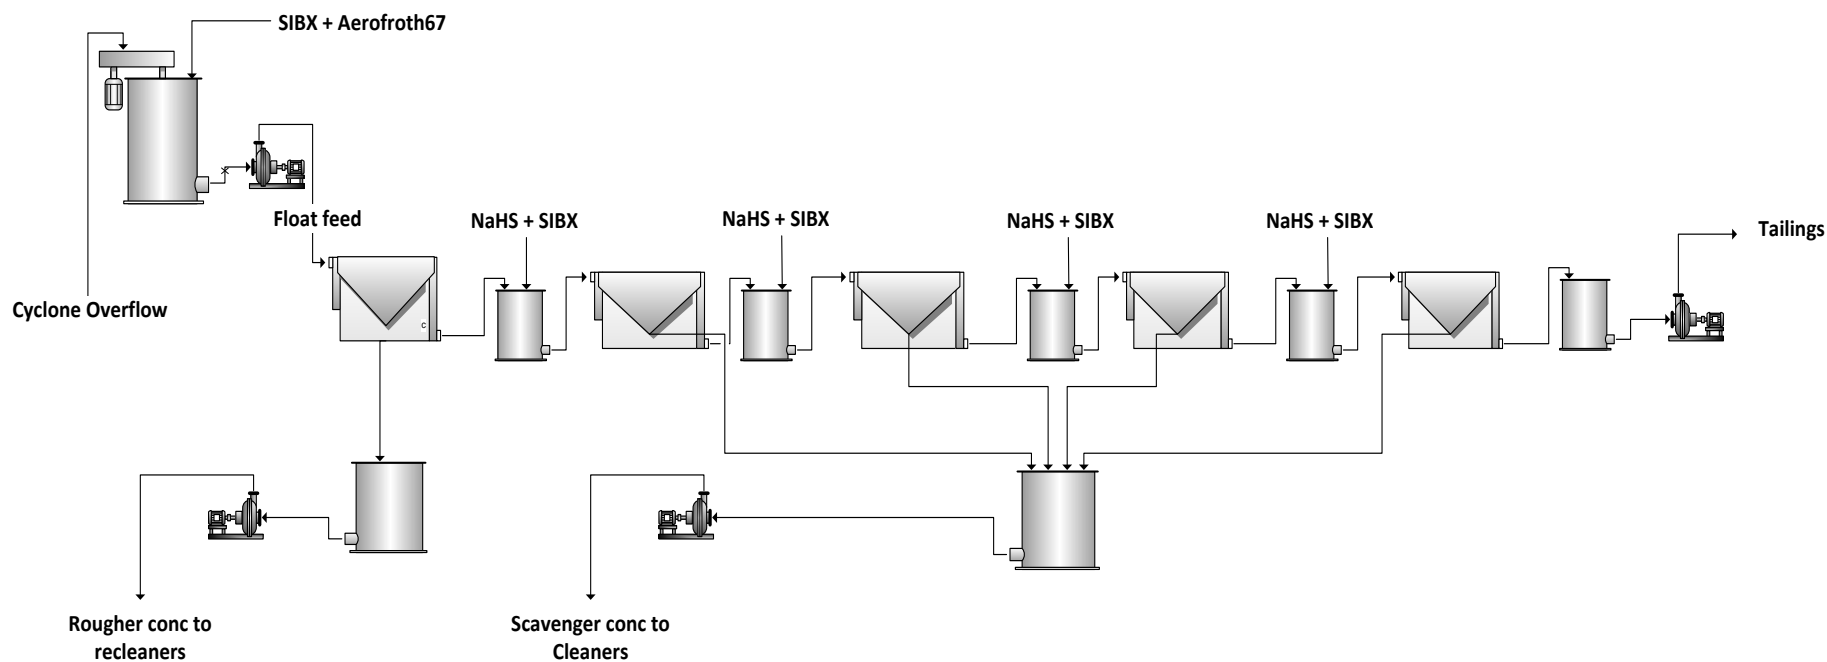 SIBX + Aerofroth67
Float feed
NaHS + SIBX
NaHS + SIBX
NaHS + SIBX
NaHS + SIBX
Tailings
Cyclone Overflow
c
Rougher conc to
recleaners
Scavenger conc to
Cleaners